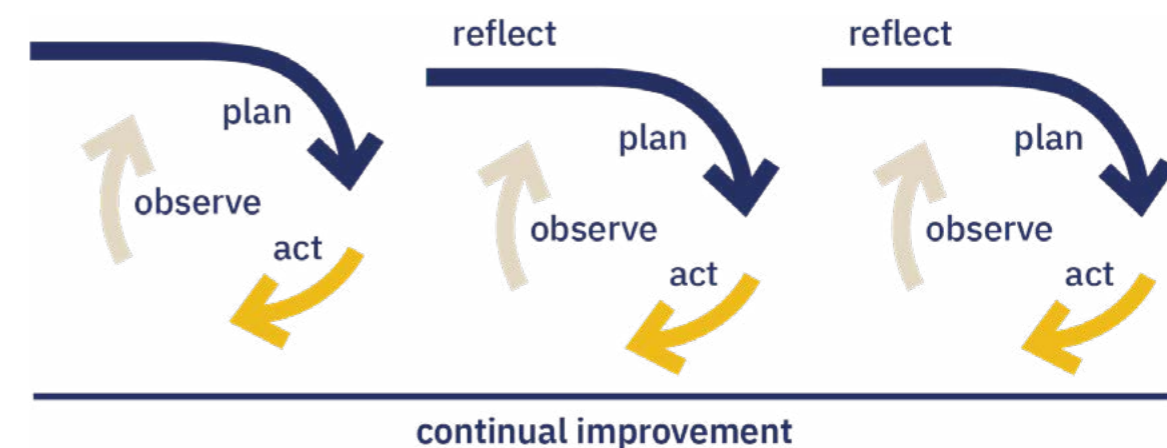 reflect
reflect
plan
plan
plan
observe
observe
observe
act
act
act
continual improvement